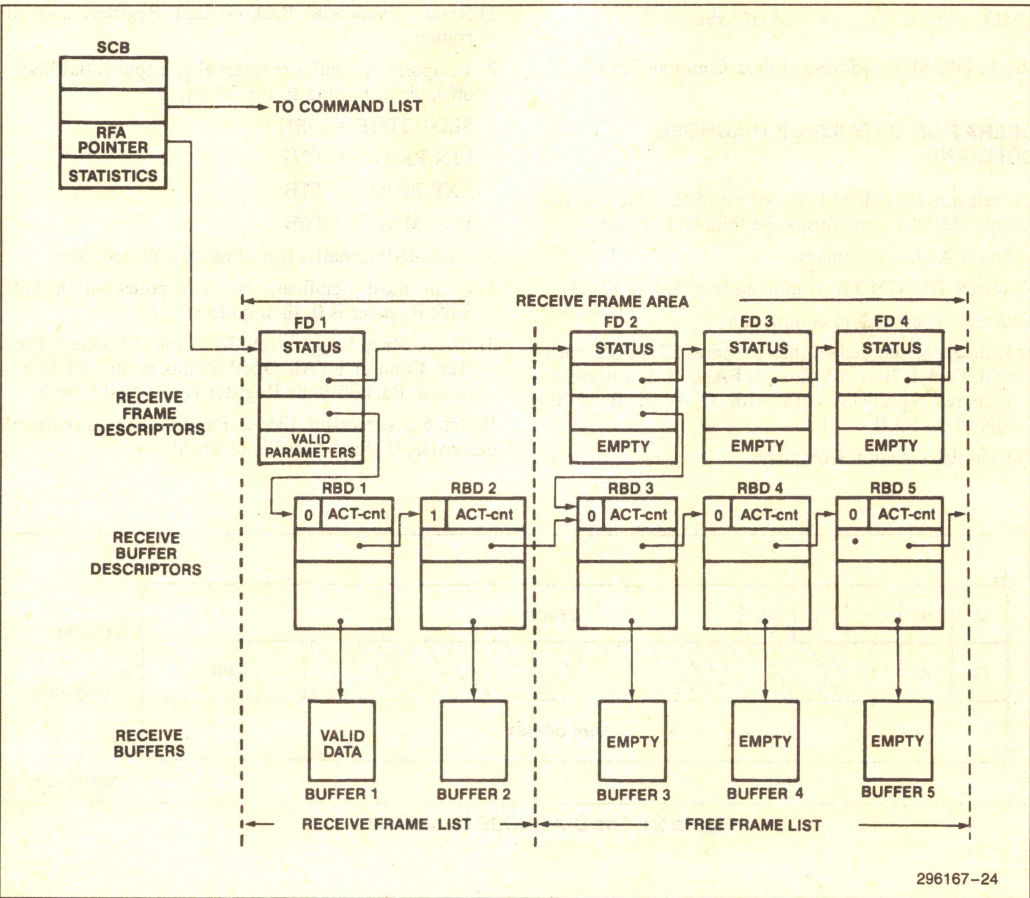 SCB
TO COMMAND LIST
RFA
POINTER
STATISTICS
RECEIVE FRAME AREA
FD 1
FD 2
FD 3
FD 4
STATUS
STATUS
STATUS
STATUS
RECEIVE
FRAME
DESCRIPTORS
VALID
PARAMETERS
EMPTY
EMPTY
EMPTY
RBD 1
RBD 2
RBD 3
RBD 4
RBD 5
0 ACT-cnt
1 ACT-cnt
0 ACT-cnt
0 ACT-cnt
0 ACT-cnt
RECEIVE
BUFFER
DESCRIPTORS
RECEIVE
BUFFERS
VALID
DATA
EMPTY
EMPTY
EMPTY
BUFFER 1
BUFFER 2
BUFFER 3
BUFFER 4
BUFFER 5
RECEIVE FRAME LIST
FREE FRAME LIST
296167-24